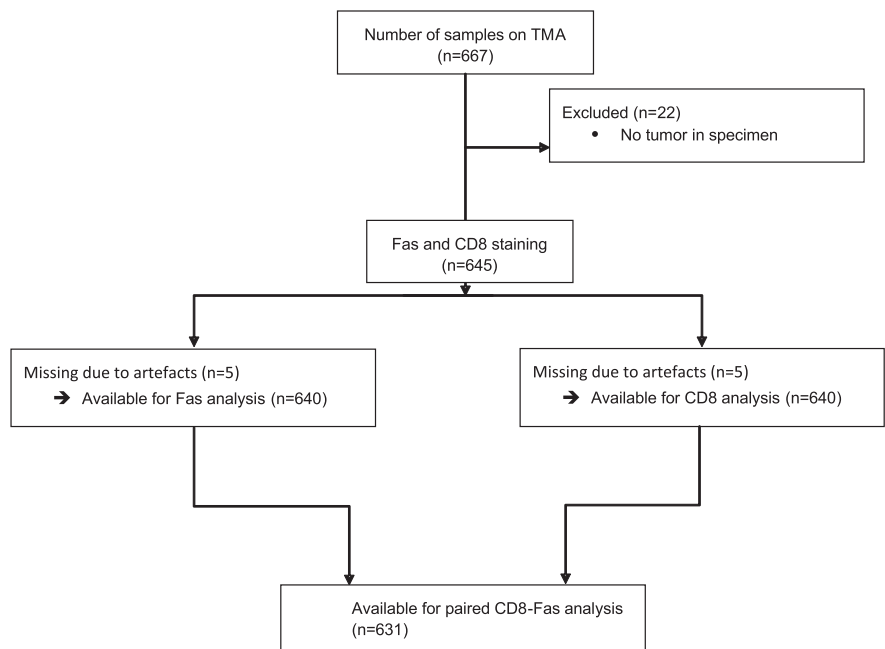 Number of samples on TMA
(n=667)
Excluded (n=22)
• No tumor in specimen
Fas and CD8 staining
(n=645)
Missing due to artefacts (n=5)
➔ Available for Fas analysis (n=640)
Missing due to artefacts (n=5)
➔ Available for CD8 analysis (n=640)
Available for paired CD8-Fas analysis
(n=631)